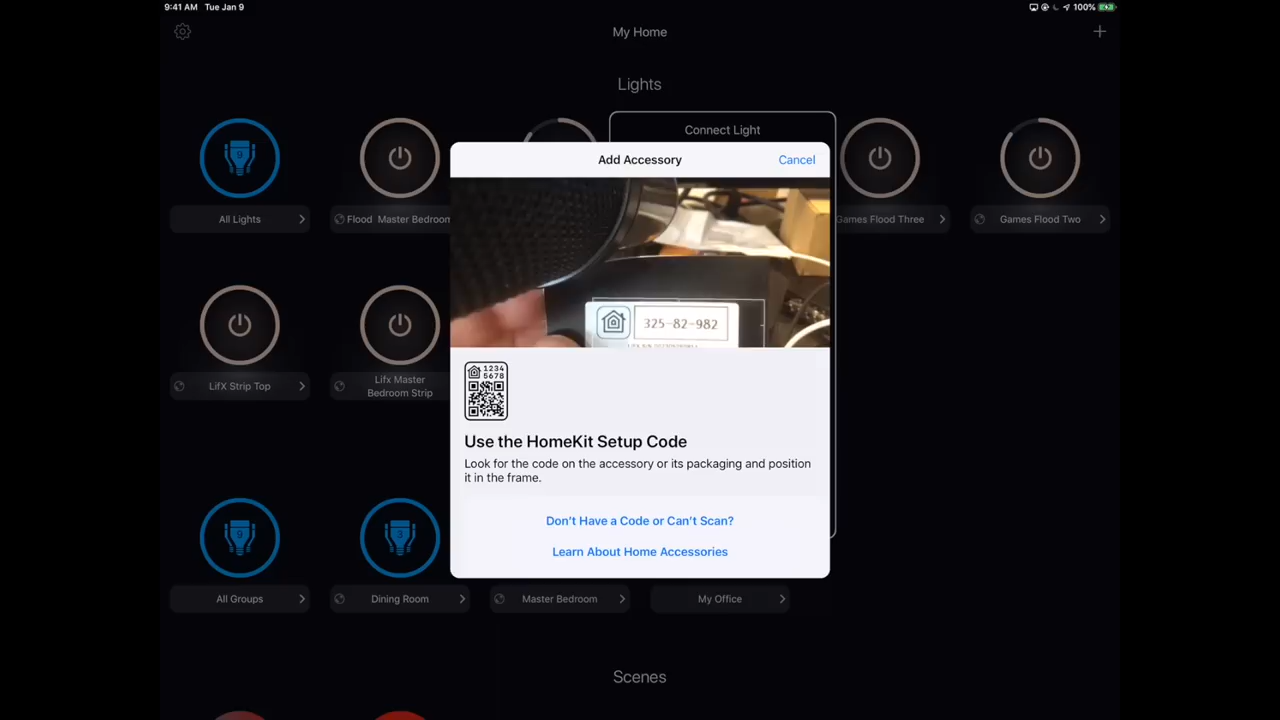 9:41 AM Tue Jan 9
100%
My Home
Lights
Connect Light
Add Accessory
Cancel
9
All Lights
Flood Master Bedroom
Games Flood Three
Games Flood Two
325-82-982
LifX Strip Top
Lifx Master
Bedroom Strip
1234
5678
Use the HomeKit Setup Code
Look for the code on the accessory or its packaging and position
it in the frame.
Don't Have a Code or Can't Scan?
Learn About Home Accessories
9
3
All Groups
Dining Room
Master Bedroom
My Office
Scenes